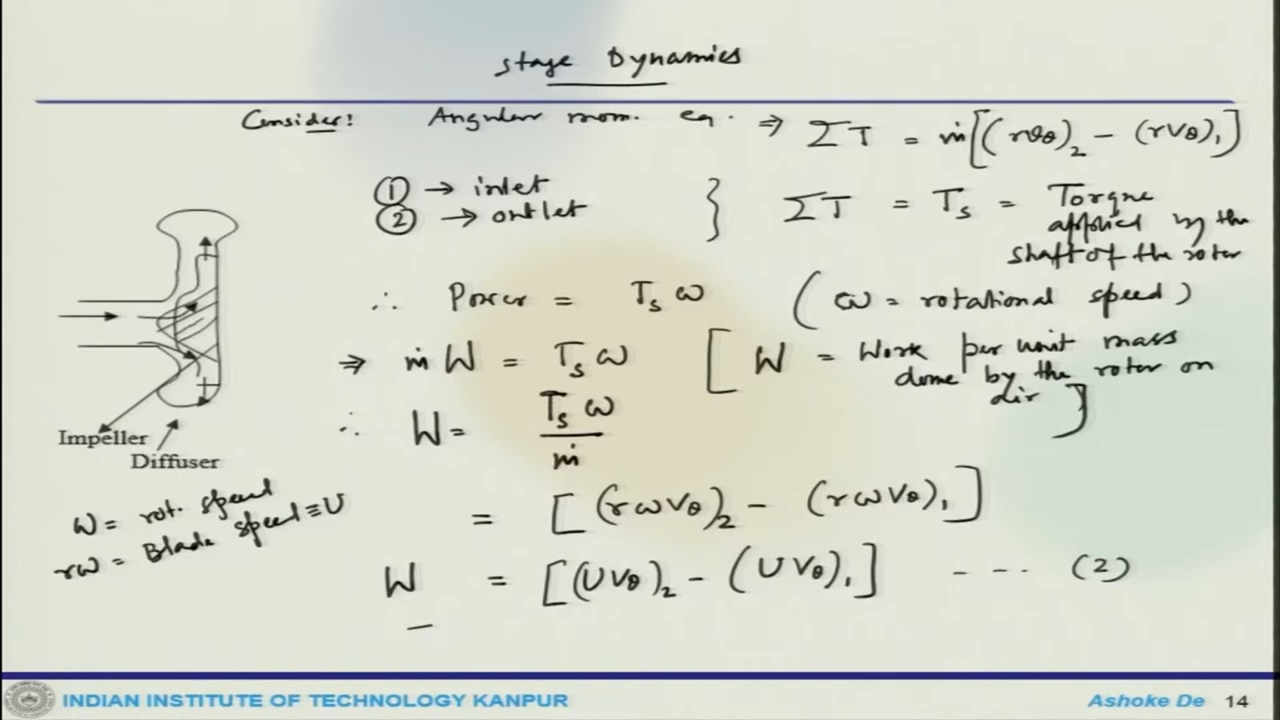 Stage Dynamics
Consider: Angular mom. eq. ⇒ ΣT = ṁ[(rVθ)₂ − (rVθ)₁]
① → inlet
② → outlet } ΣT = Tₛ = Torque
applied by the
shaft of the rotor
∴ Power = Tₛ ω (ω = rotational speed)
⇒ ṁ W = Tₛ ω [W = Work per unit mass
done by the rotor on
air]
∴ W = Tₛ ω / ṁ
Impeller
Diffuser
ω = rot. speed
rω = Blade speed ≡ U
= [(rωVθ)₂ − (rωVθ)₁]
W = [(UVθ)₂ − (UVθ)₁] --- (2)
INDIAN INSTITUTE OF TECHNOLOGY KANPUR
Ashoke De 14